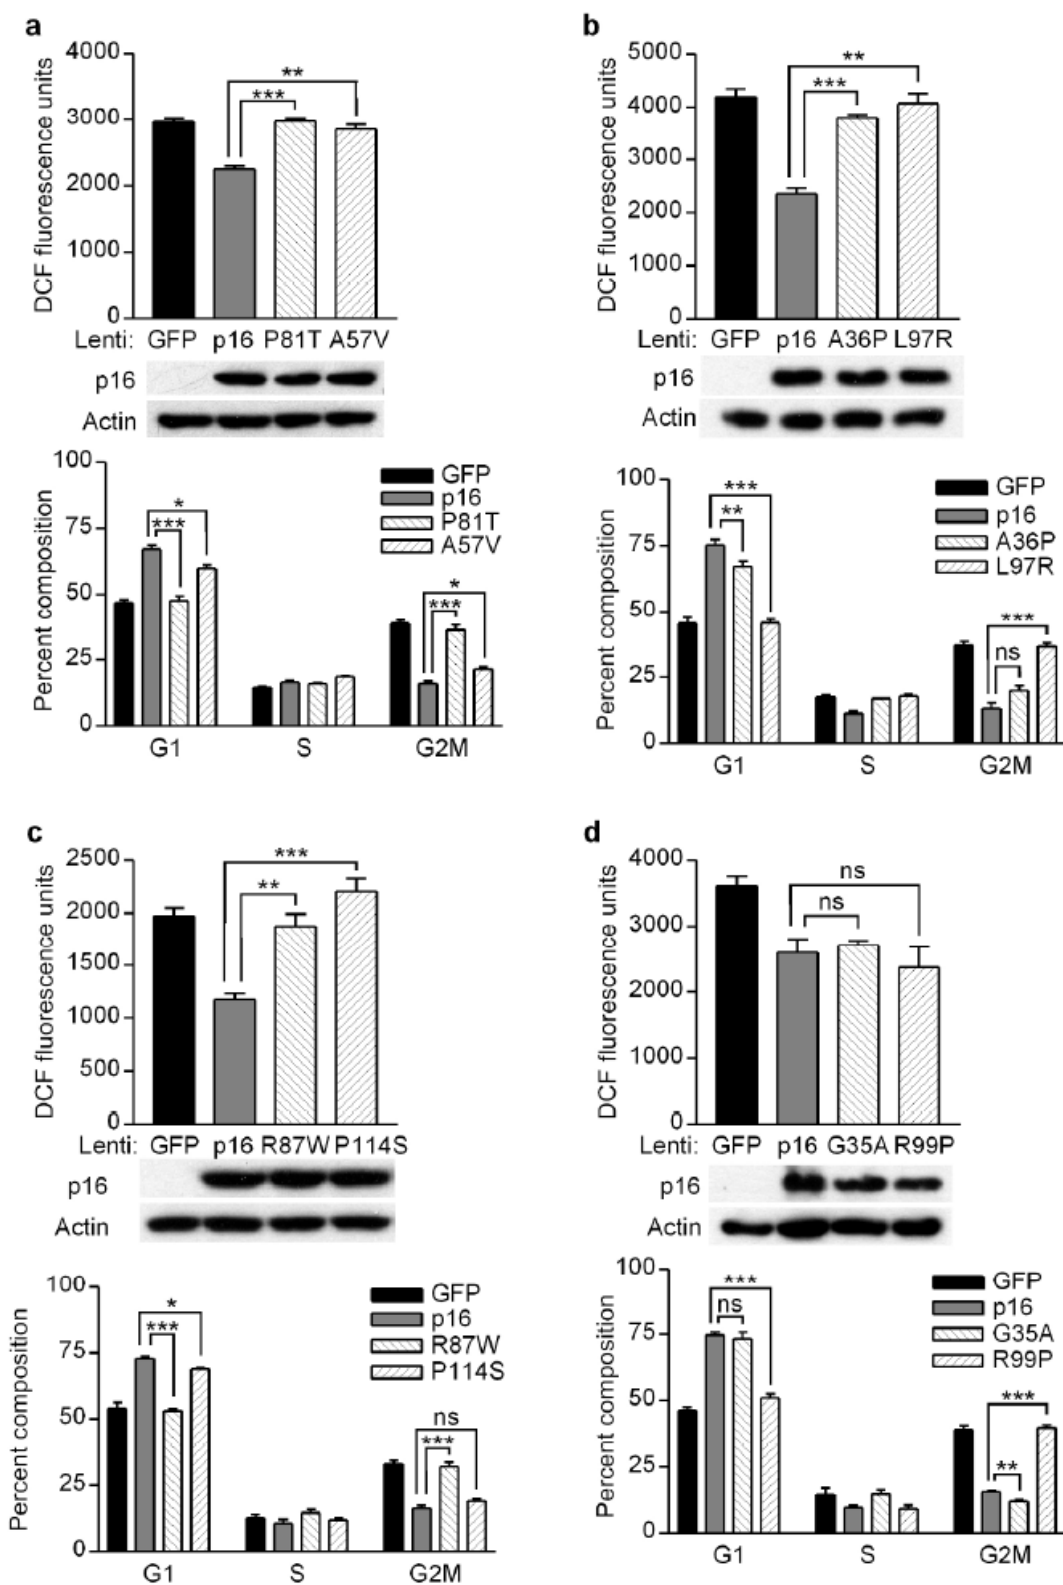 a
DCF fluorescence units
4000
3000
2000
1000
0
**
***
Lenti: GFP p16 P81T A57V
p16
Actin
Percent composition
100
75
50
25
0
GFP
p16
P81T
A57V
*
***
*
***
G1 S G2M
b
DCF fluorescence units
5000
4000
3000
2000
1000
0
**
***
Lenti: GFP p16 A36P L97R
p16
Actin
Percent composition
100
75
50
25
0
GFP
p16
A36P
L97R
***
**
***
ns
G1 S G2M
c
DCF fluorescence units
2500
2000
1500
1000
500
0
***
**
Lenti: GFP p16 R87W P114S
p16
Actin
Percent composition
100
75
50
25
0
GFP
p16
R87W
P114S
*
***
ns
***
G1 S G2M
d
DCF fluorescence units
4000
3000
2000
1000
0
ns
ns
Lenti: GFP p16 G35A R99P
p16
Actin
Percent composition
100
75
50
25
0
GFP
p16
G35A
R99P
***
ns
***
**
G1 S G2M